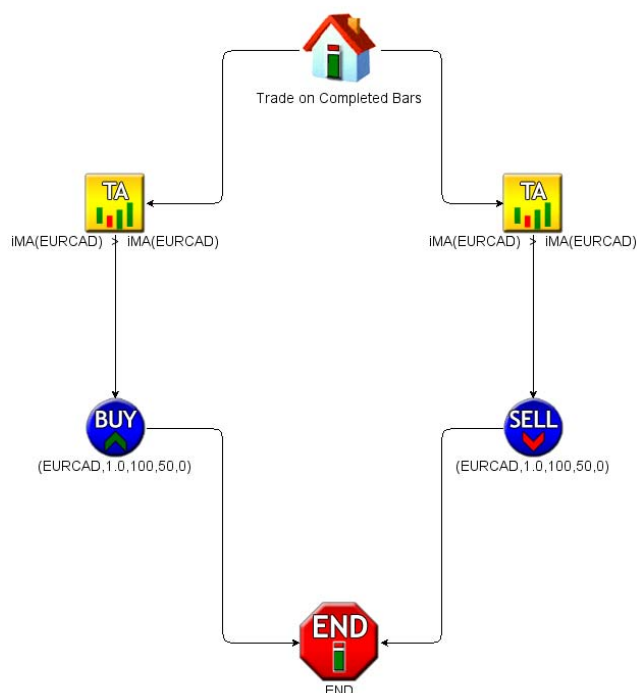 Trade on Completed Bars
TA
TA
iMA(EURCAD) > iMA(EURCAD)
iMA(EURCAD) > iMA(EURCAD)
BUY
SELL
(EURCAD,1.0,100,50,0)
(EURCAD,1.0,100,50,0)
END
END